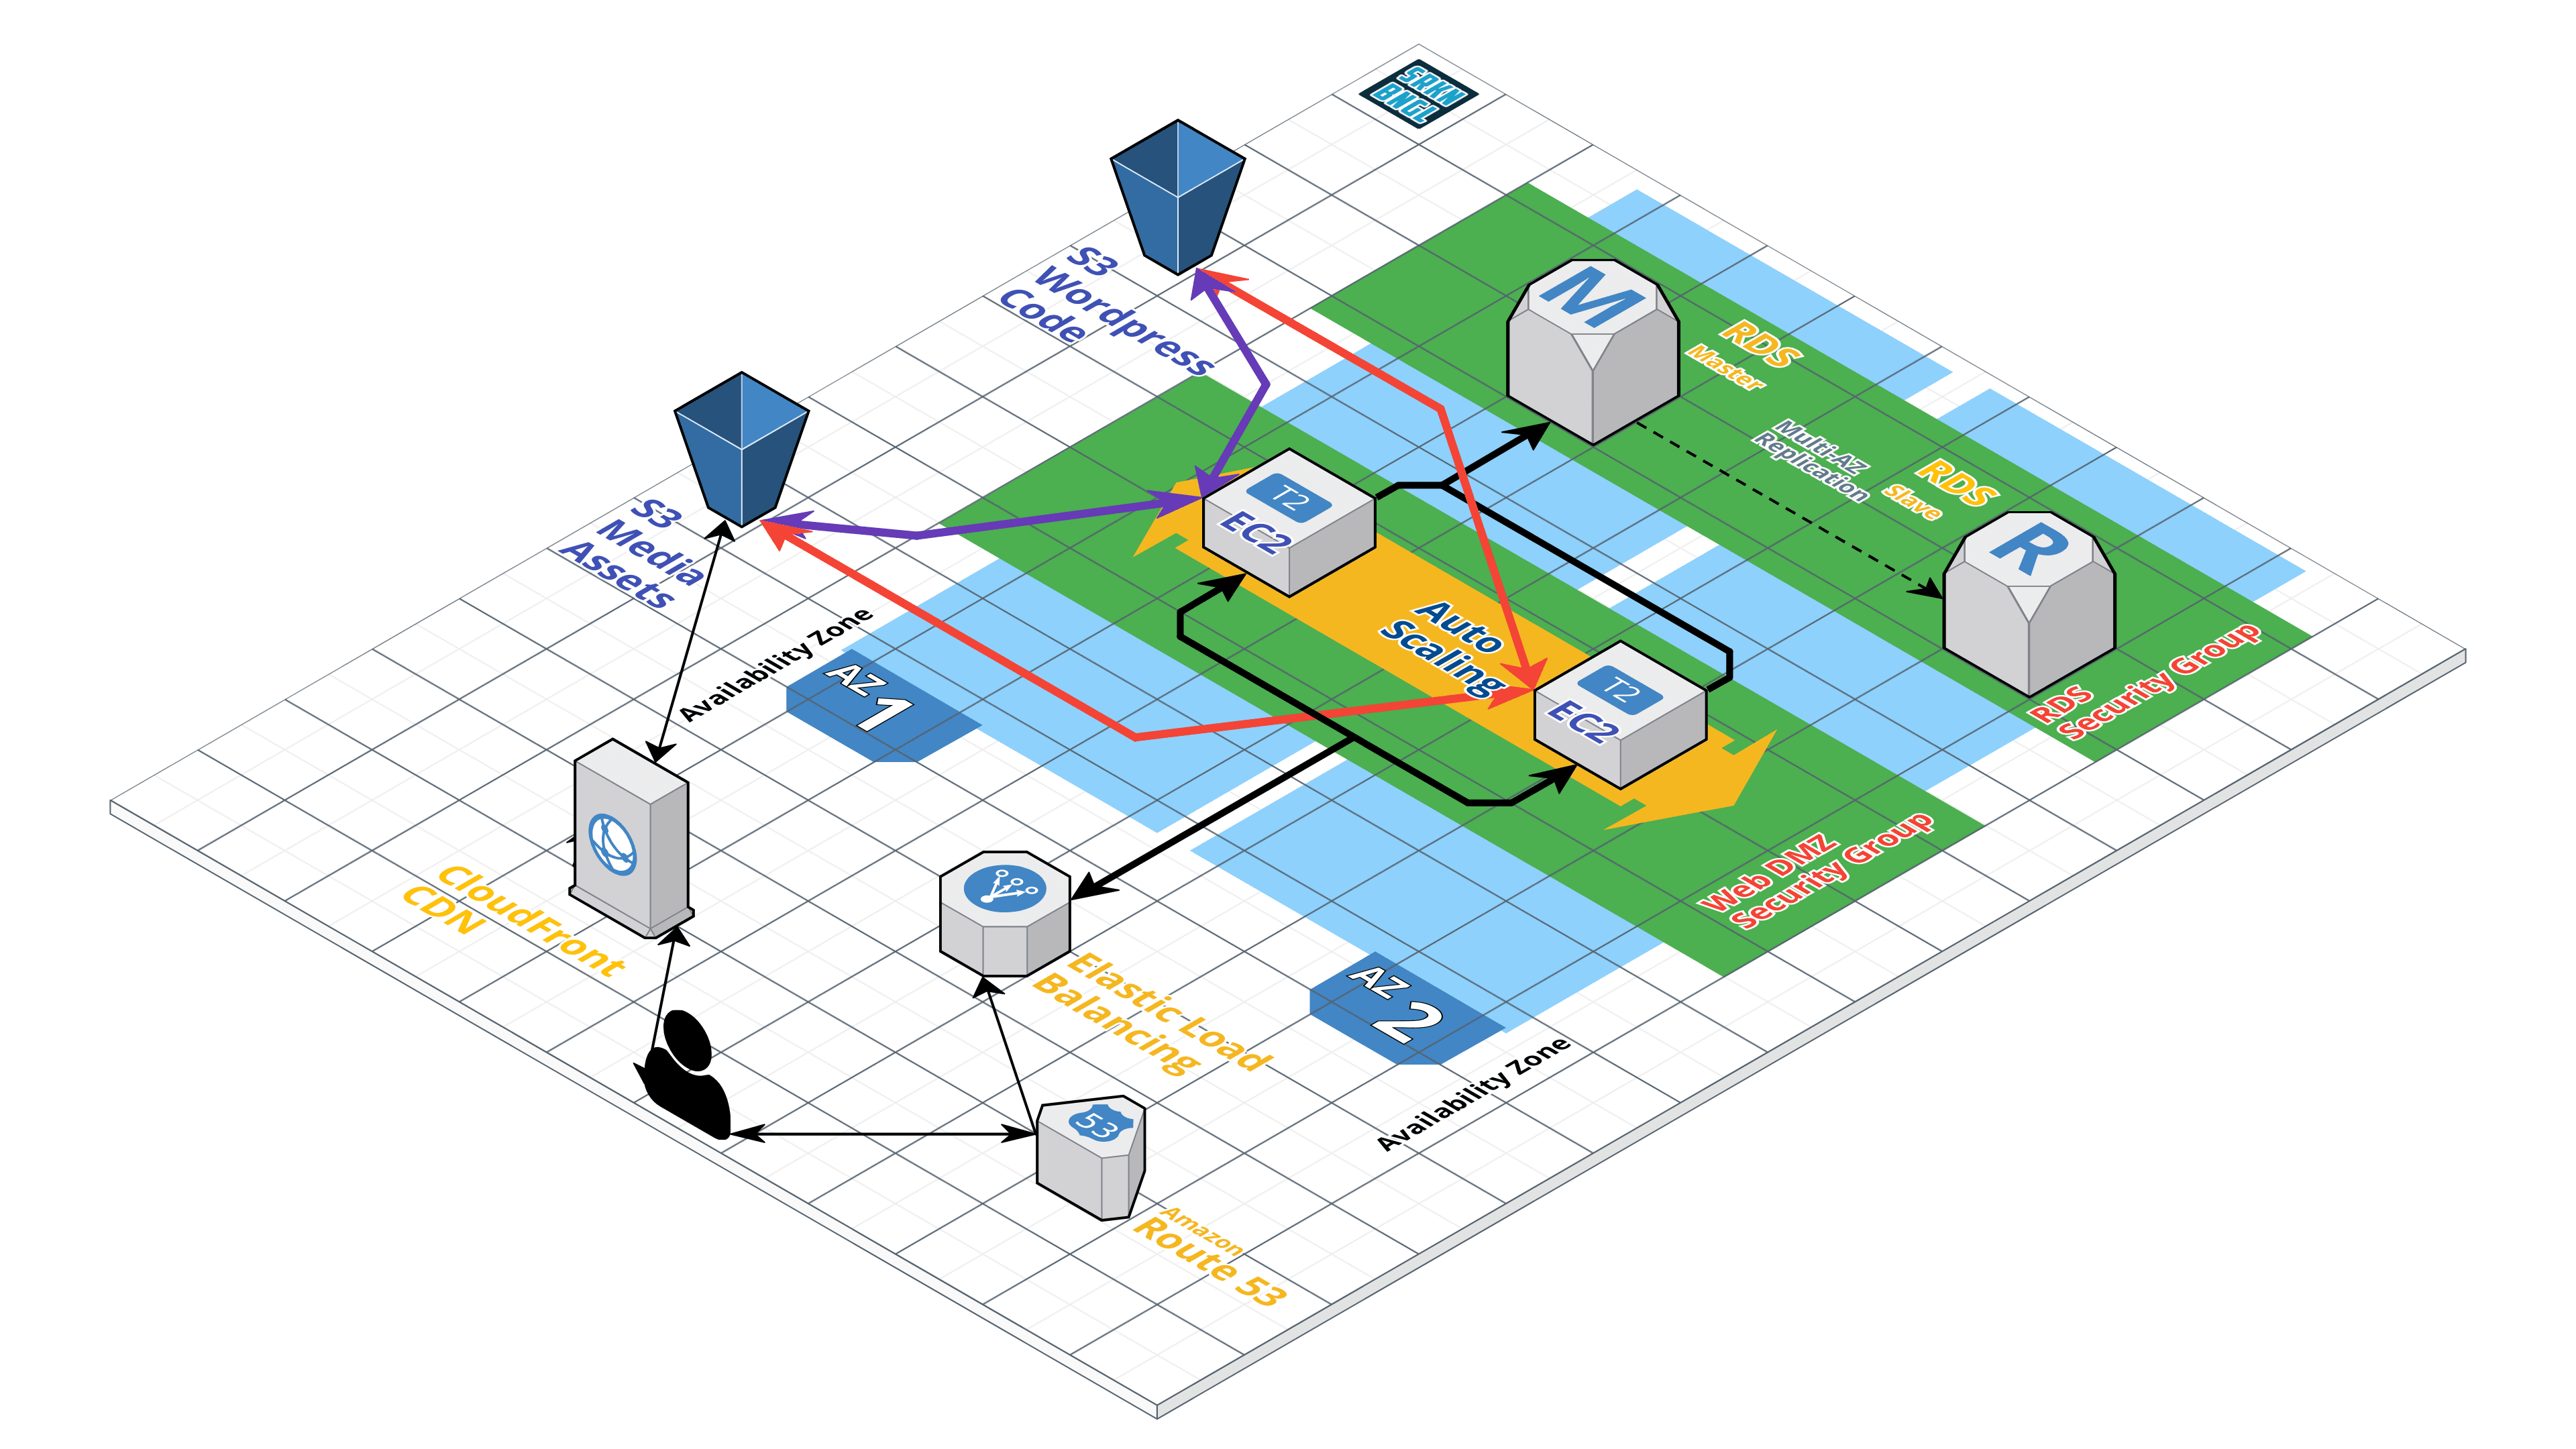 SRKN
BNGL
S3
Wordpress
Code
M
RDS
Master
Multi-AZ
Replication
RDS
Slave
R
RDS
Security Group
S3
Media
Assets
T2
EC2
Auto
Scaling
T2
EC2
Availability Zone
AZ 1
Web DMZ
Security Group
CloudFront
CDN
Elastic Load
Balancing
AZ 2
Availability Zone
53
Amazon
Route 53